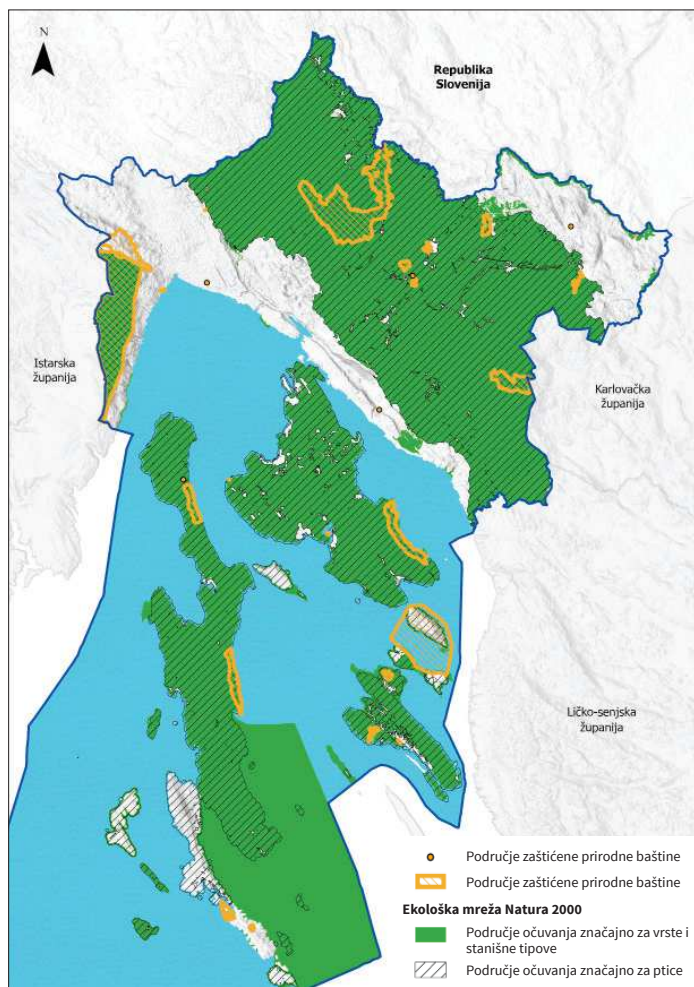 N
Republika
Slovenija
Istarska
županija
Karlovačka
županija
Ličko-senjska
županija
Područje zaštićene prirodne baštine
Područje zaštićene prirodne baštine
Ekološka mreža Natura 2000
Područje očuvanja značajno za vrste i
stanišne tipove
Područje očuvanja značajno za ptice